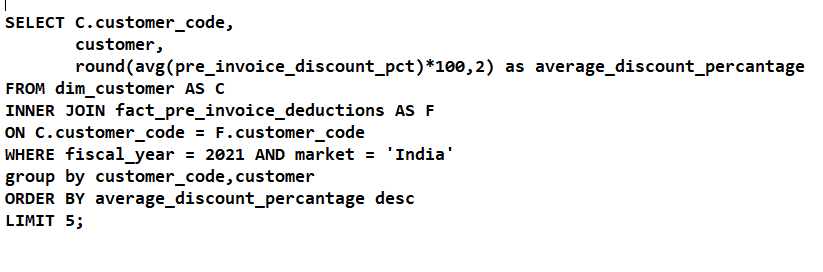 SELECT C.customer_code,
customer,
round(avg(pre_invoice_discount_pct)*100,2) as average_discount_percantage
FROM dim_customer AS C
INNER JOIN fact_pre_invoice_deductions AS F
ON C.customer_code = F.customer_code
WHERE fiscal_year = 2021 AND market = 'India'
group by customer_code,customer
ORDER BY average_discount_percantage desc
LIMIT 5;